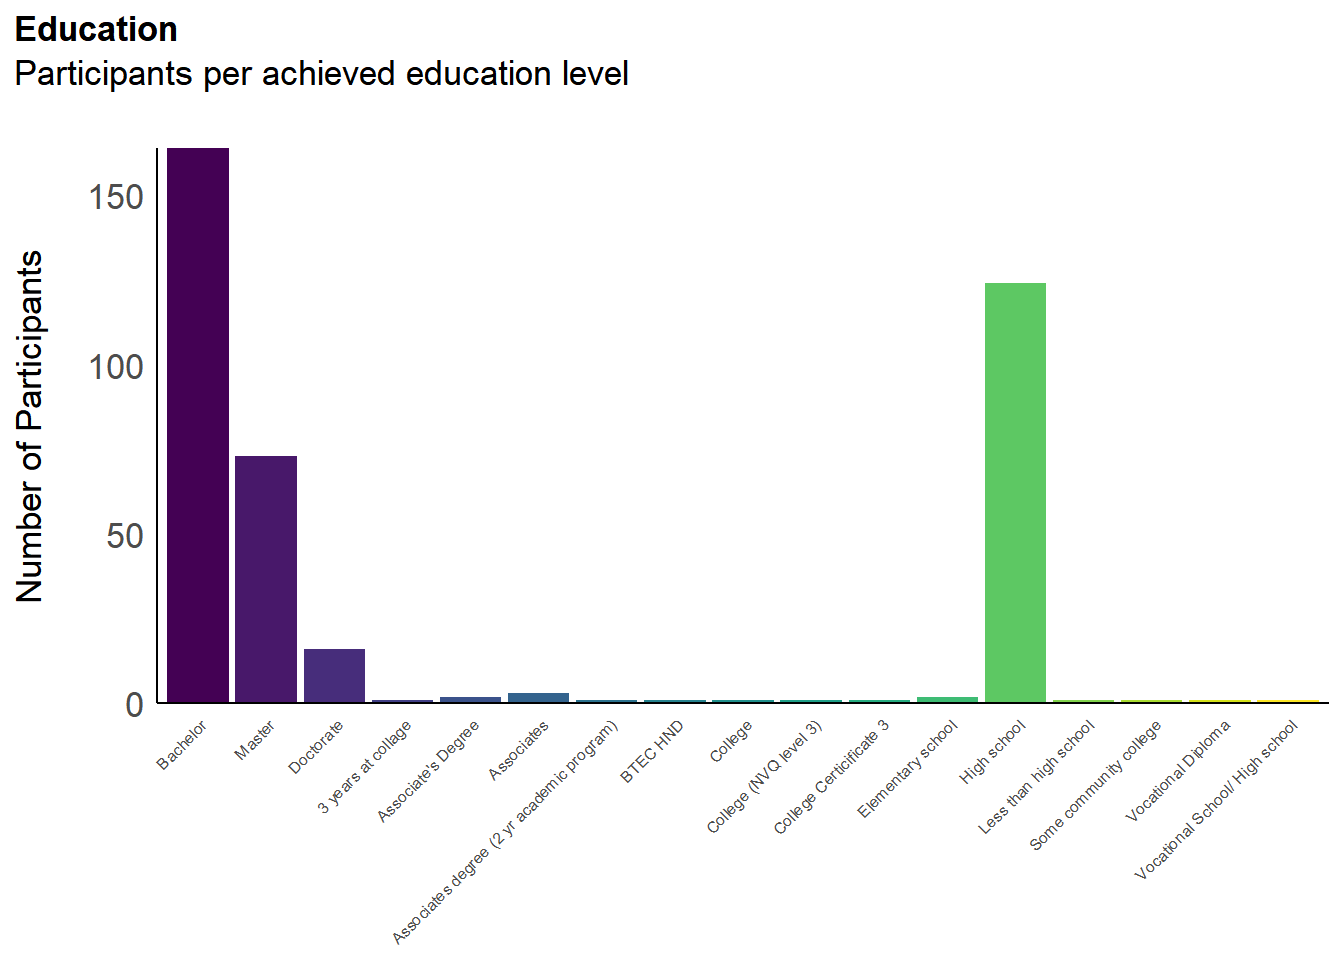 Education
Participants per achieved education level
Number of Participants
150
100
50
0
Bachelor
Master
Doctorate
3 years at collage
Associate's Degree
Associates
Associates degree (2 yr academic program)
BTEC HND
College
College (NVQ level 3)
College Certicificate 3
Elementary school
High school
Less than high school
Some community college
Vocational Diploma
Vocational School/ High school